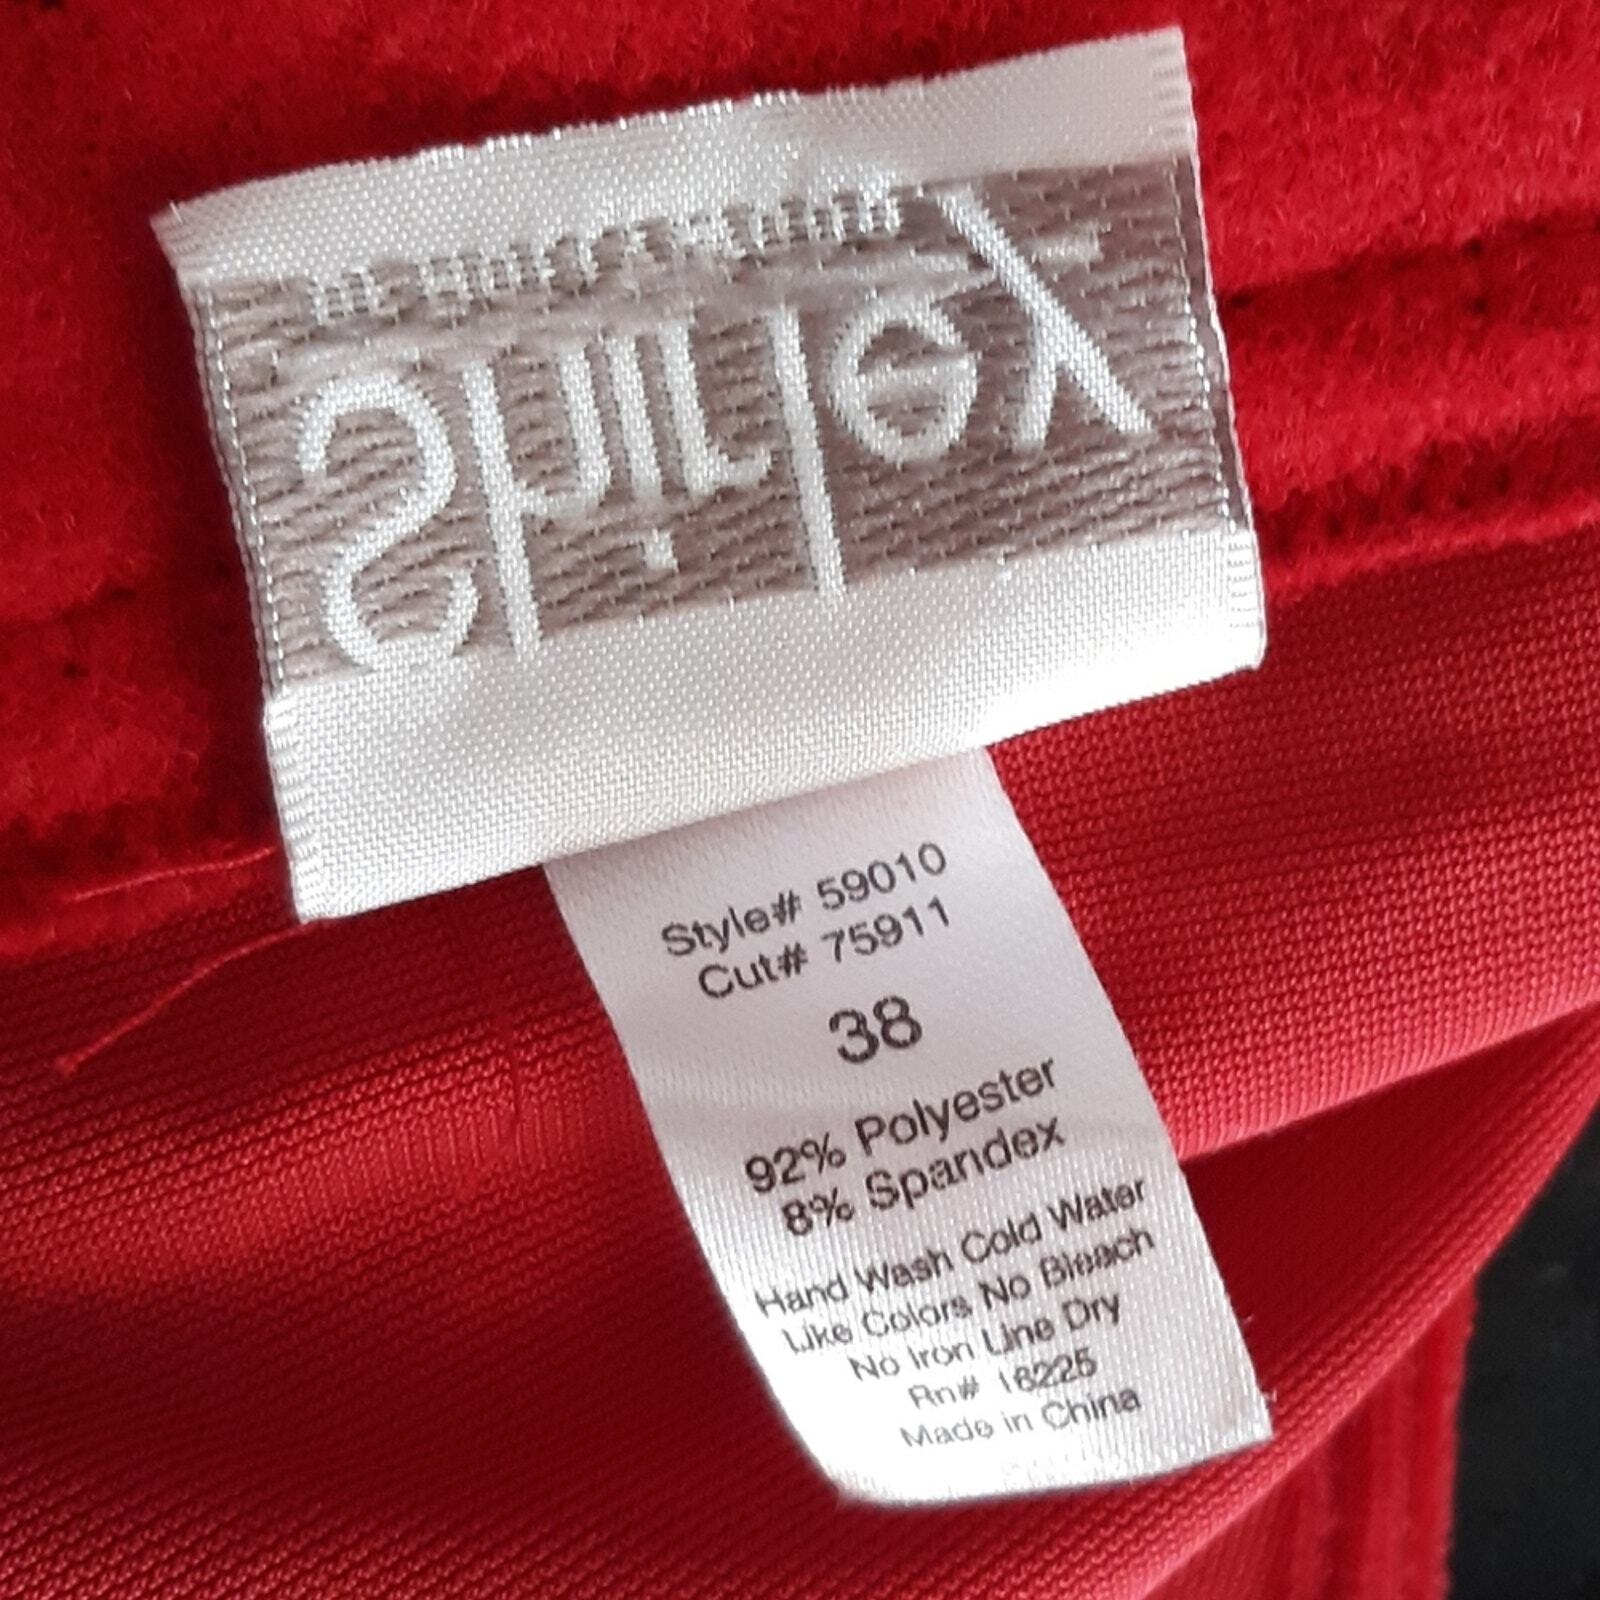 Style# 59010
Cut# 75911
38
92% Polyester
8% Spandex
Hand Wash Cold Water
Like Colors No Bleach
No Iron Line Dry
Rn# 16225
Made in China